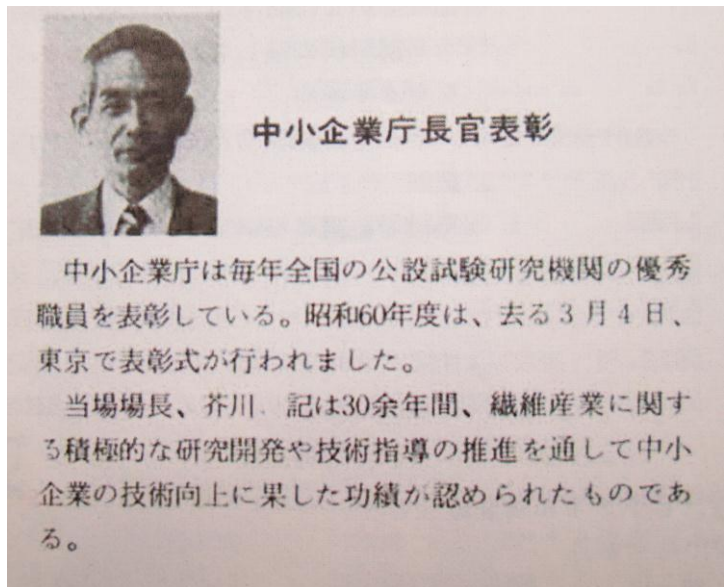 中小企業庁長官表彰
中小企業庁は毎年全国の公設試験研究機関の優秀
職員を表彰している。昭和60年度は、去る3月4日、
東京で表彰式が行われました。
当場場長、芥川 記は30余年間、繊維産業に関す
る積極的な研究開発や技術指導の推進を通して中小
企業の技術向上に果した功績が認められたものであ
る。